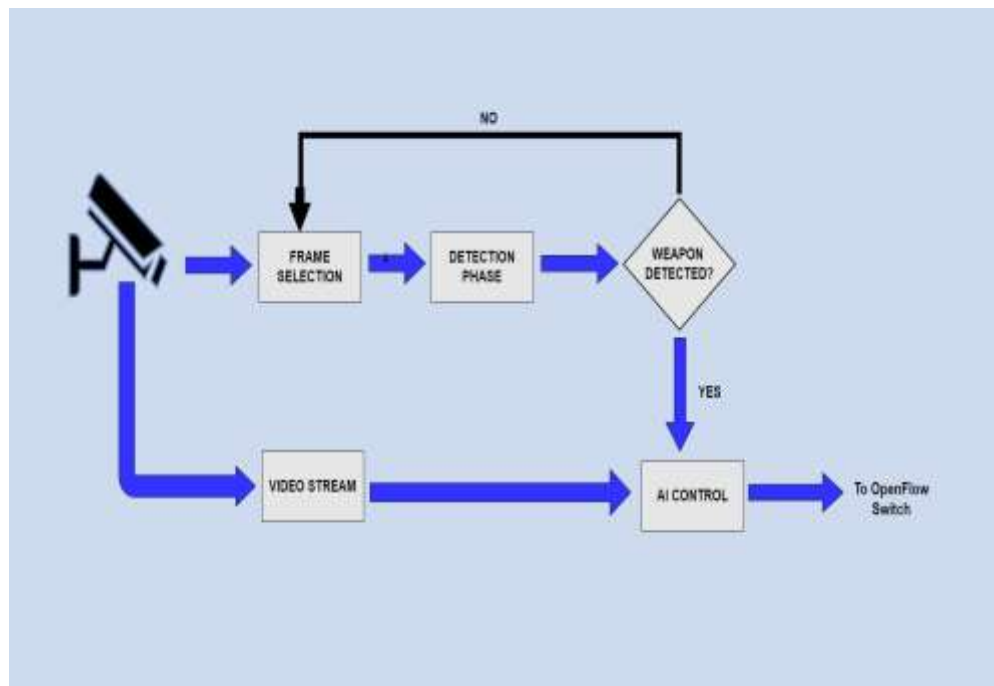 NO
FRAME
SELECTION
DETECTION
PHASE
WEAPON
DETECTED?
YES
VIDEO STREAM
AI CONTROL
To OpenFlow
Switch